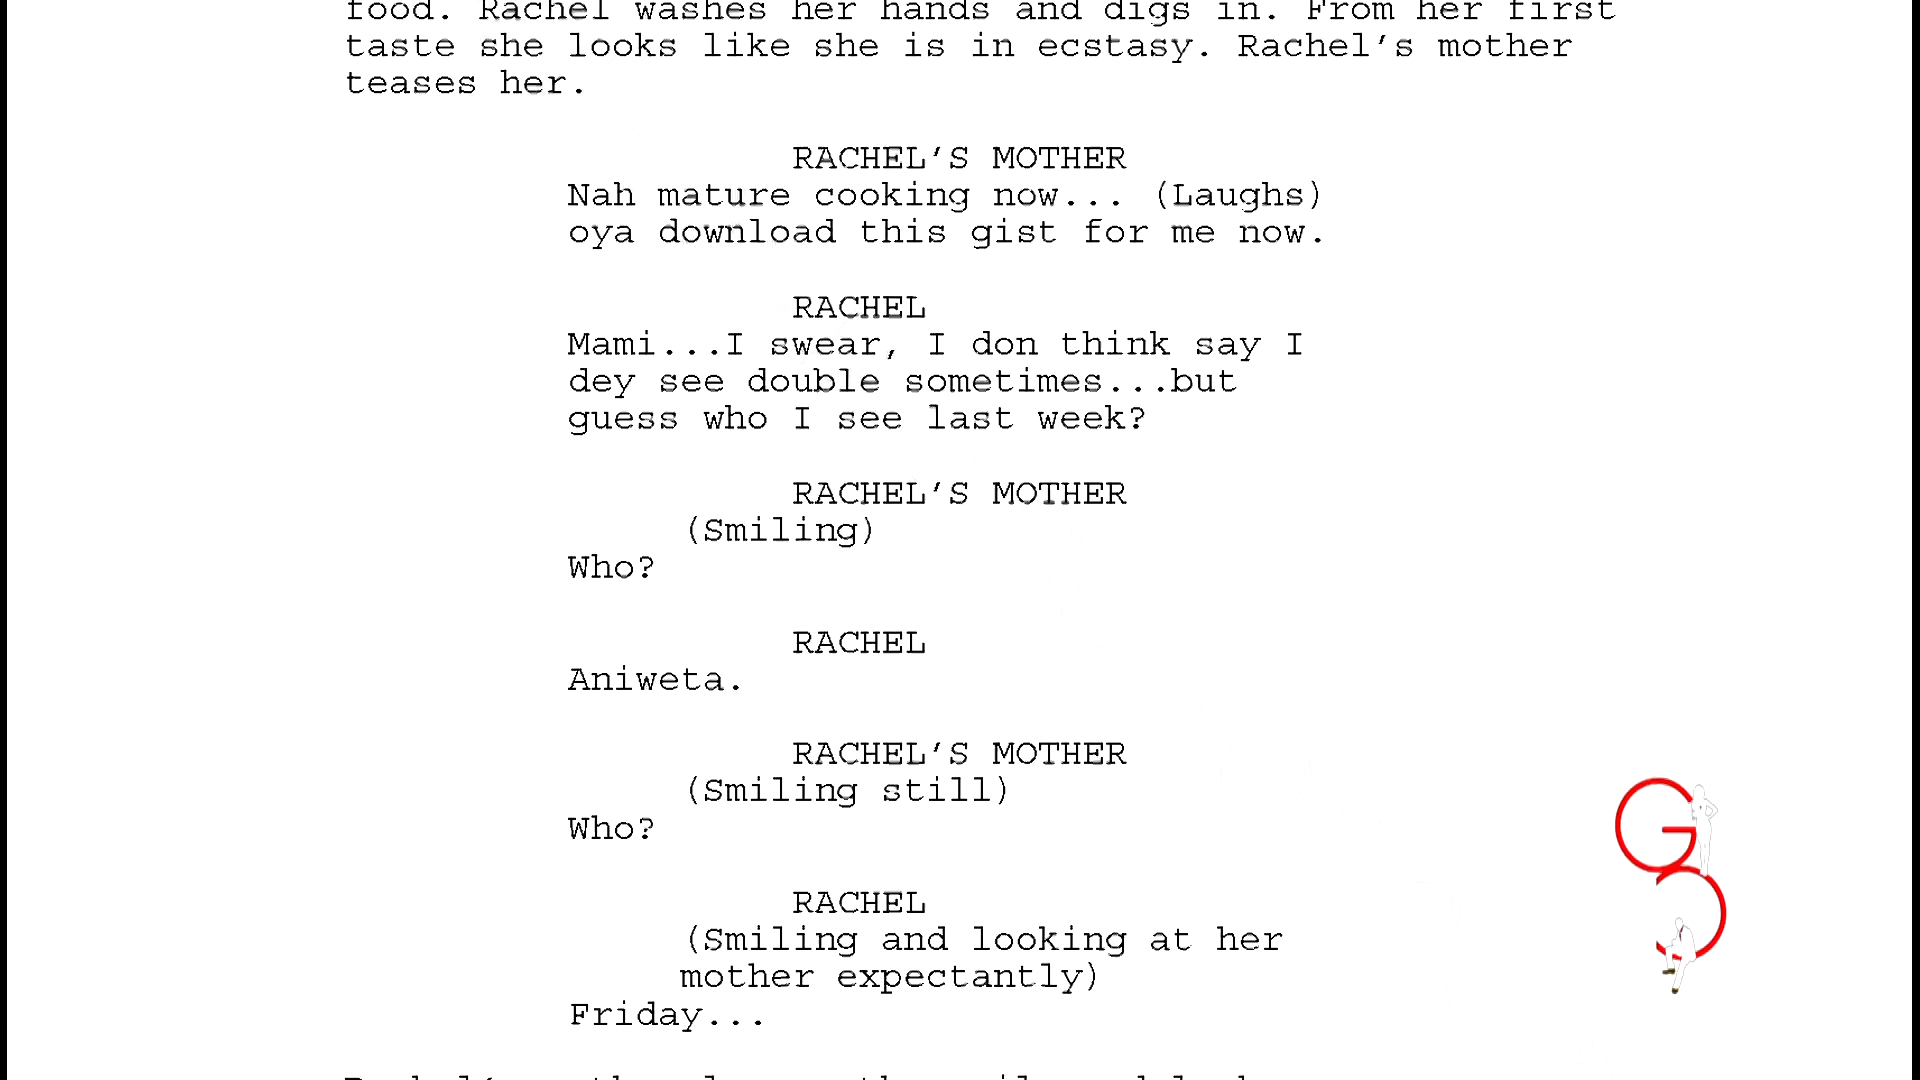 food. Rachel washes her hands and digs in. From her first
taste she looks like she is in ecstasy. Rachel's mother
teases her.
RACHEL'S MOTHER
Nah mature cooking now... (Laughs)
oya download this gist for me now.
RACHEL
Mami...I swear, I don think say I
dey see double sometimes...but
guess who I see last week?
RACHEL'S MOTHER
(Smiling)
Who?
RACHEL
Aniweta.
RACHEL'S MOTHER
(Smiling still)
Who?
RACHEL
(Smiling and looking at her
mother expectantly)
Friday...